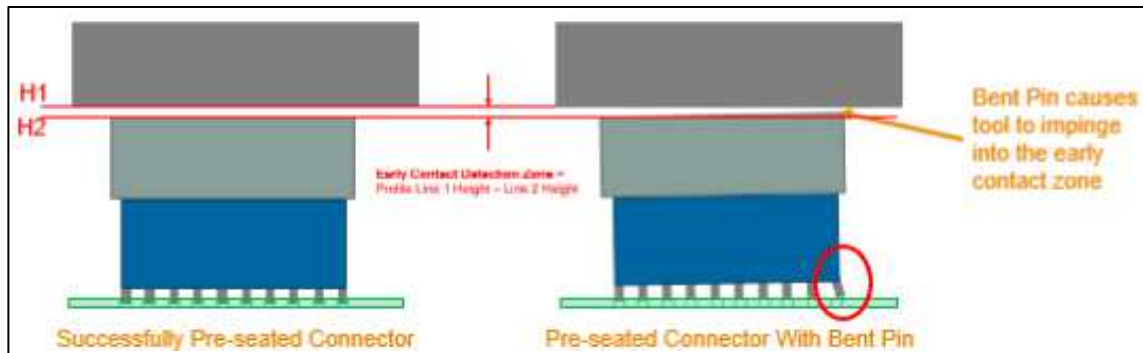 H1
H2
Early Contact Detection Zone =
Profile Line 1 Height – Line 2 Height
Bent Pin causes
tool to impinge
into the early
contact zone
Successfully Pre-seated Connector
Pre-seated Connector With Bent Pin